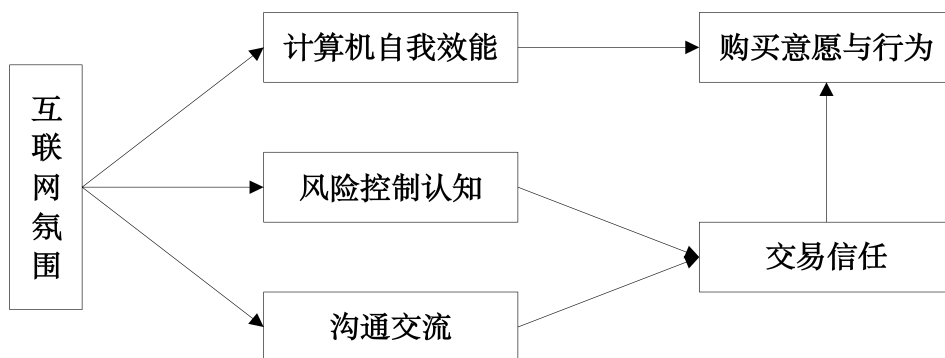 互联网氛围
计算机自我效能
购买意愿与行为
风险控制认知
交易信任
沟通交流